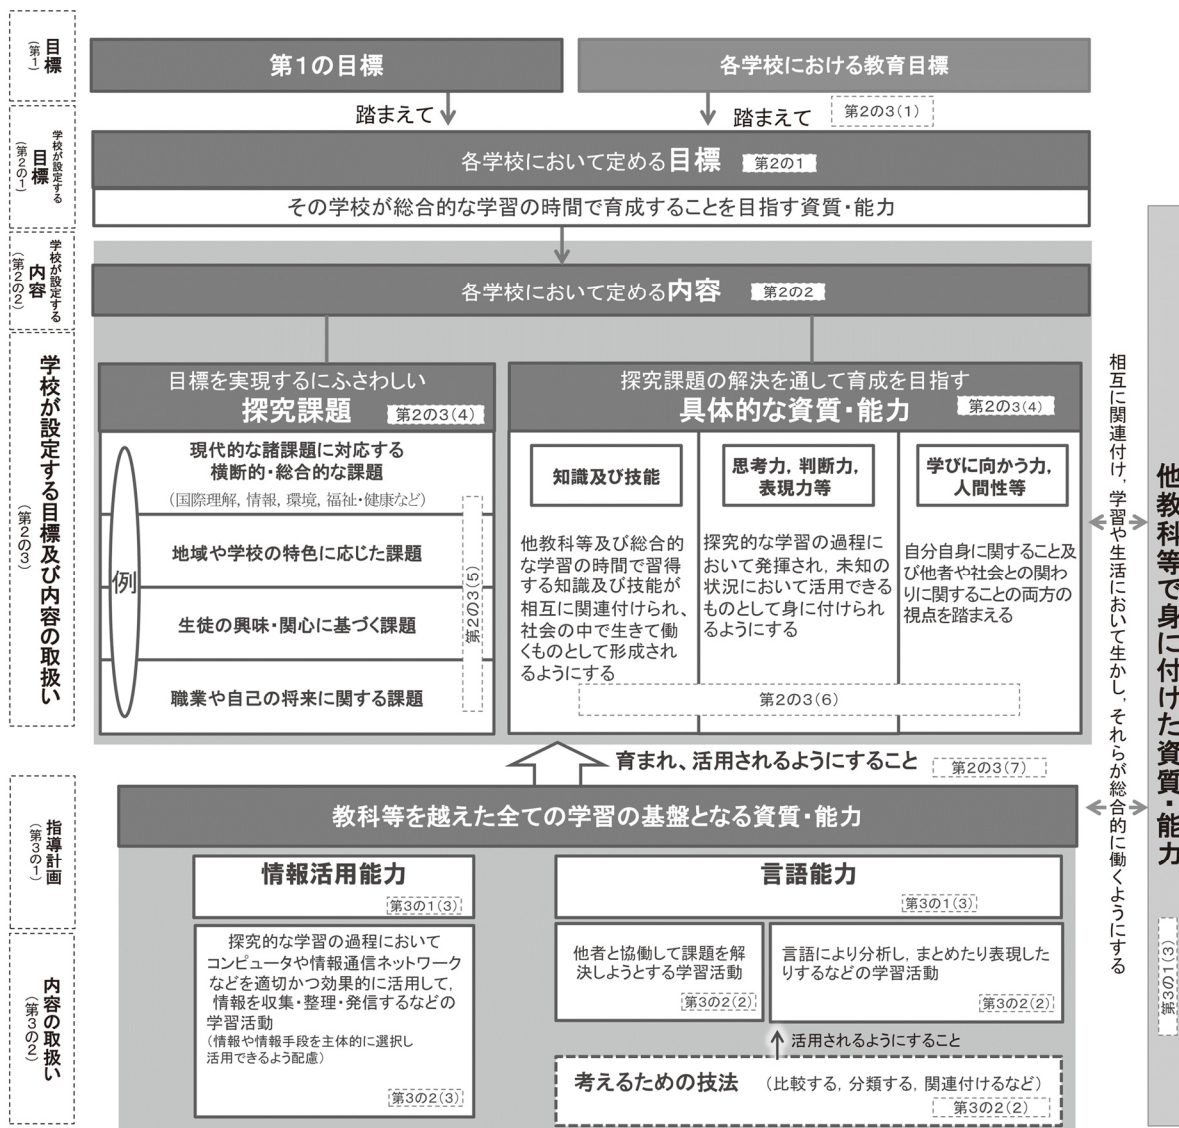 目標
(第1)
第1の目標
各学校における教育目標
踏まえて
踏まえて
第2の3(1)
学校が設定する
目標
(第2の1)
各学校において定める目標 第2の1
その学校が総合的な学習の時間で育成することを目指す資質・能力
学校が設定する
内容
(第2の2)
各学校において定める内容 第2の2
学校が設定する目標及び内容の取扱い
(第2の3)
目標を実現するにふさわしい
探究課題 第2の3(4)
例
現代的な諸課題に対応する
横断的・総合的な課題
(国際理解, 情報, 環境, 福祉・健康など)
地域や学校の特色に応じた課題
生徒の興味・関心に基づく課題
職業や自己の将来に関する課題
第2の3(5)
探究課題の解決を通して育成を目指す
具体的な資質・能力 第2の3(4)
知識及び技能
他教科等及び総合的
な学習の時間で習得
する知識及び技能が
相互に関連付けられ、
社会の中で生きて働
くものとして形成され
るようにする
思考力, 判断力,
表現力等
探究的な学習の過程に
おいて発揮され, 未知の
状況において活用できる
ものとして身に付けられ
るようにする
学びに向かう力,
人間性等
自分自身に関すること及
び他者や社会との関わ
りに関することの両方の
視点を踏まえる
第2の3(6)
育まれ、活用されるようにすること 第2の3(7)
指導計画
(第3の1)
教科等を越えた全ての学習の基盤となる資質・能力
情報活用能力
第3の1(3)
言語能力
第3の1(3)
内容の取扱い
(第3の2)
探究的な学習の過程において
コンピュータや情報通信ネットワーク
などを適切かつ効果的に活用して,
情報を収集・整理・発信するなどの
学習活動
(情報や情報手段を主体的に選択し
活用できるよう配慮)
第3の2(3)
他者と協働して課題を解
決しようとする学習活動
第3の2(2)
言語により分析し, まとめたり表現した
りするなどの学習活動
第3の2(2)
活用されるようにすること
考えるための技法 (比較する, 分類する, 関連付けるなど)
第3の2(2)
相互に関連付け, 学習や生活において生かし, それらが総合的に働くようにする
他教科等で身に付けた資質・能力
第3の1(3)